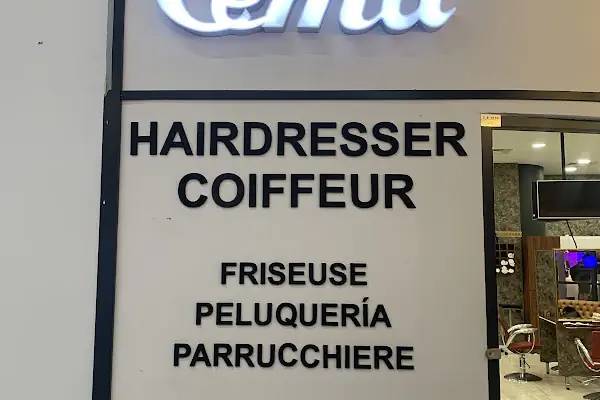 HAIRDRESSER
COIFFEUR
FRISEUSE
PELUQUERÍA
PARRUCCHIERE